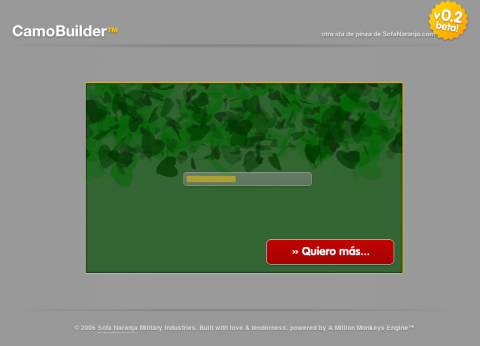 CamoBuilder™
otra ida de pinza de SofaNaranja.com
v0.2
beta!
» Quiero más...
© 2006 Sofa Naranja Military Industries. Built with love & tenderness. powered by A Million Monkeys Engine™